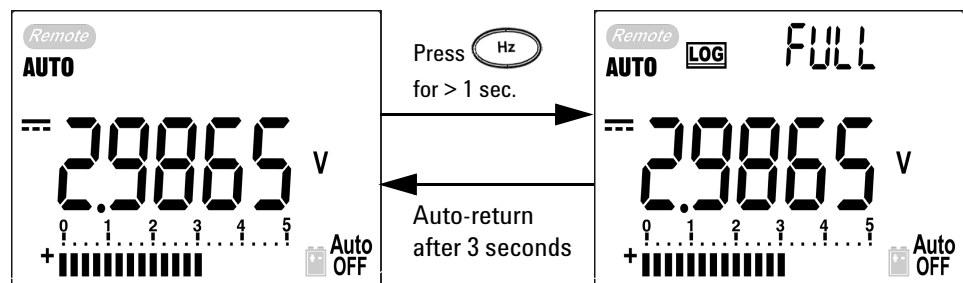 Remote
AUTO
2.9865 V
0 1 2 3 4 5
+
Auto
OFF
Press Hz
for > 1 sec.
Auto-return
after 3 seconds
Remote
AUTO LOG FULL
2.9865 V
0 1 2 3 4 5
+
Auto
OFF